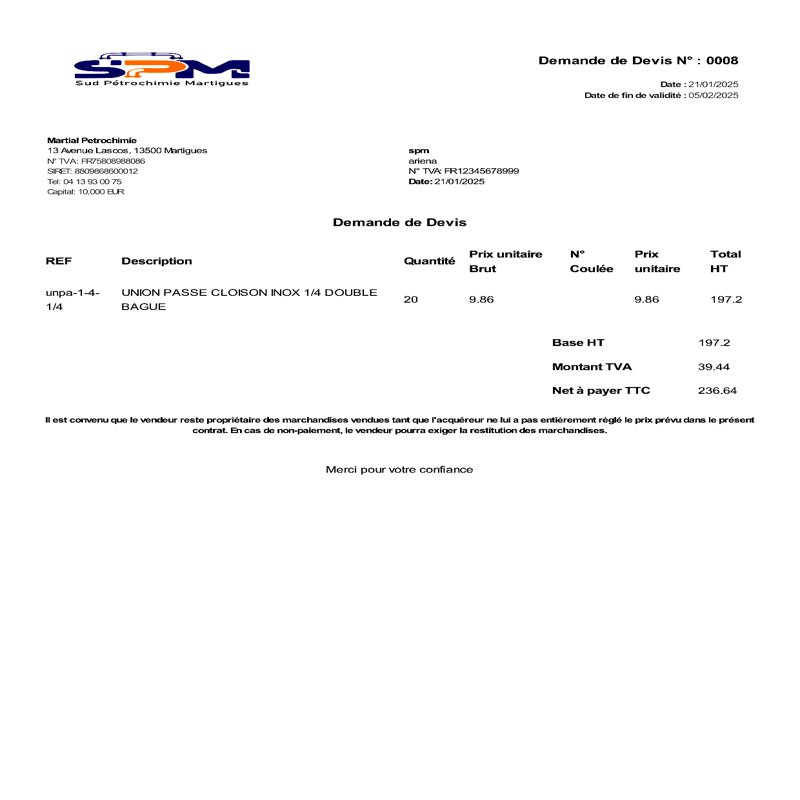 SPM
Sud Pétrochimie Martigues
Demande de Devis N° : 0008
Date : 21/01/2025
Date de fin de validité : 05/02/2025
Martial Petrochimie
13 Avenue Lascos, 13500 Martigues
N° TVA: FR75808988086
SIRET: 8809868600012
Tel: 04 13 93 00 75
Capital: 10,000 EUR
spm
ariena
N° TVA: FR12345678999
Date: 21/01/2025
Demande de Devis
REF Description Quantité Prix unitaire Brut N° Coulée Prix unitaire Total HT
unpa-1-4-1/4 UNION PASSE CLOISON INOX 1/4 DOUBLE BAGUE 20 9.86 9.86 197.2
Base HT 197.2
Montant TVA 39.44
Net à payer TTC 236.64
Il est convenu que le vendeur reste propriétaire des marchandises vendues tant que l'acquéreur ne lui a pas entièrement réglé le prix prévu dans le présent
contrat. En cas de non-paiement, le vendeur pourra exiger la restitution des marchandises.
Merci pour votre confiance